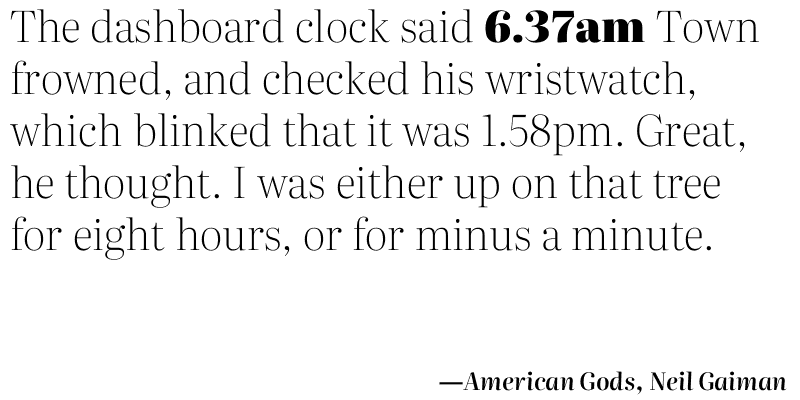 The dashboard clock said 6.37am Town
frowned, and checked his wristwatch,
which blinked that it was 1.58pm. Great,
he thought. I was either up on that tree
for eight hours, or for minus a minute.
—American Gods, Neil Gaiman